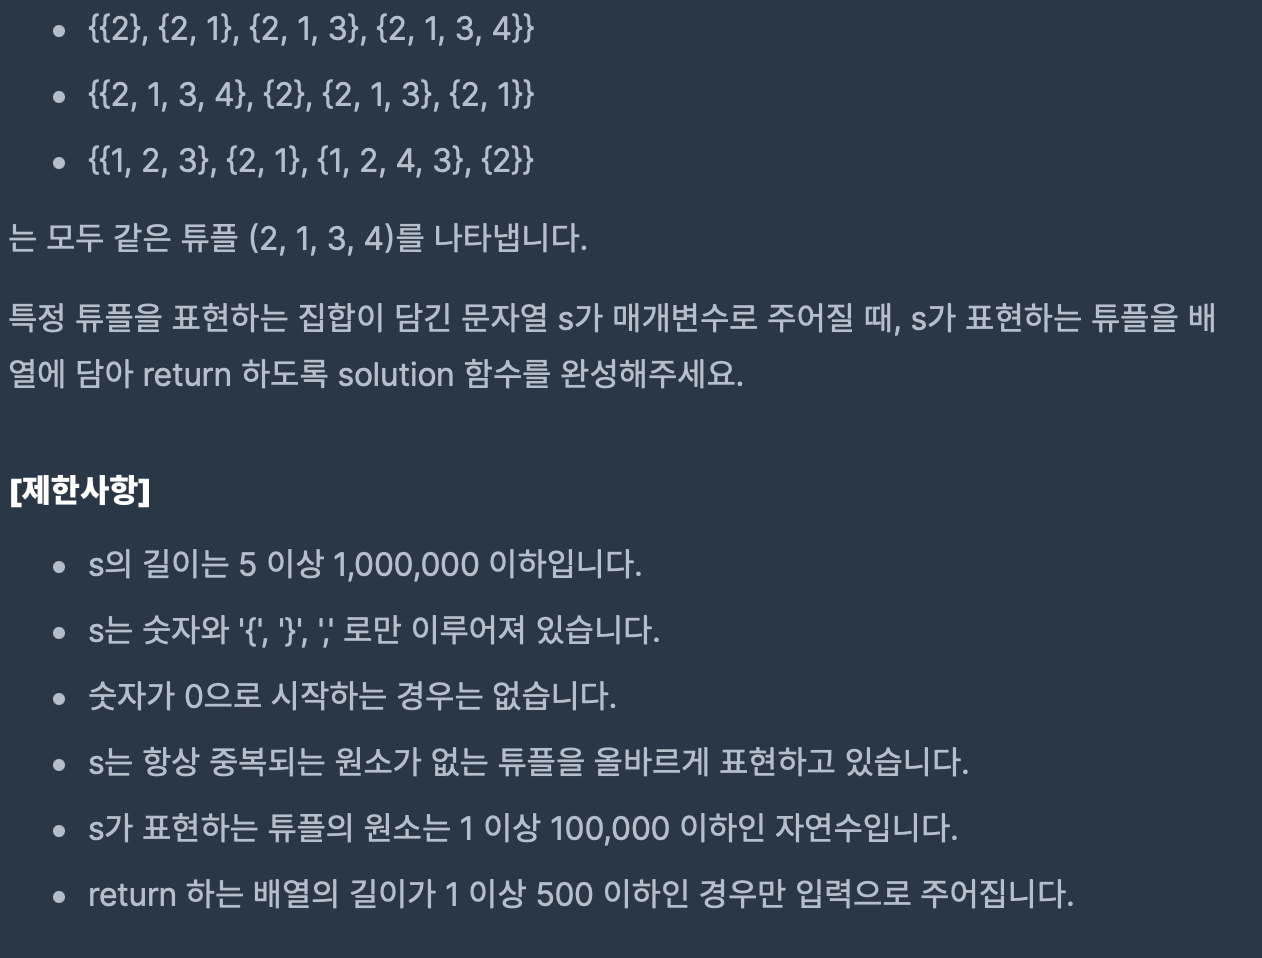 • {{2}, {2, 1}, {2, 1, 3}, {2, 1, 3, 4}}
• {{2, 1, 3, 4}, {2}, {2, 1, 3}, {2, 1}}
• {{1, 2, 3}, {2, 1}, {1, 2, 4, 3}, {2}}
는 모두 같은 튜플 (2, 1, 3, 4)를 나타냅니다.
특정 튜플을 표현하는 집합이 담긴 문자열 s가 매개변수로 주어질 때, s가 표현하는 튜플을 배
열에 담아 return 하도록 solution 함수를 완성해주세요.
[제한사항]
• s의 길이는 5 이상 1,000,000 이하입니다.
• s는 숫자와 '{', '}', ',' 로만 이루어져 있습니다.
• 숫자가 0으로 시작하는 경우는 없습니다.
• s는 항상 중복되는 원소가 없는 튜플을 올바르게 표현하고 있습니다.
• s가 표현하는 튜플의 원소는 1 이상 100,000 이하인 자연수입니다.
• return 하는 배열의 길이가 1 이상 500 이하인 경우만 입력으로 주어집니다.